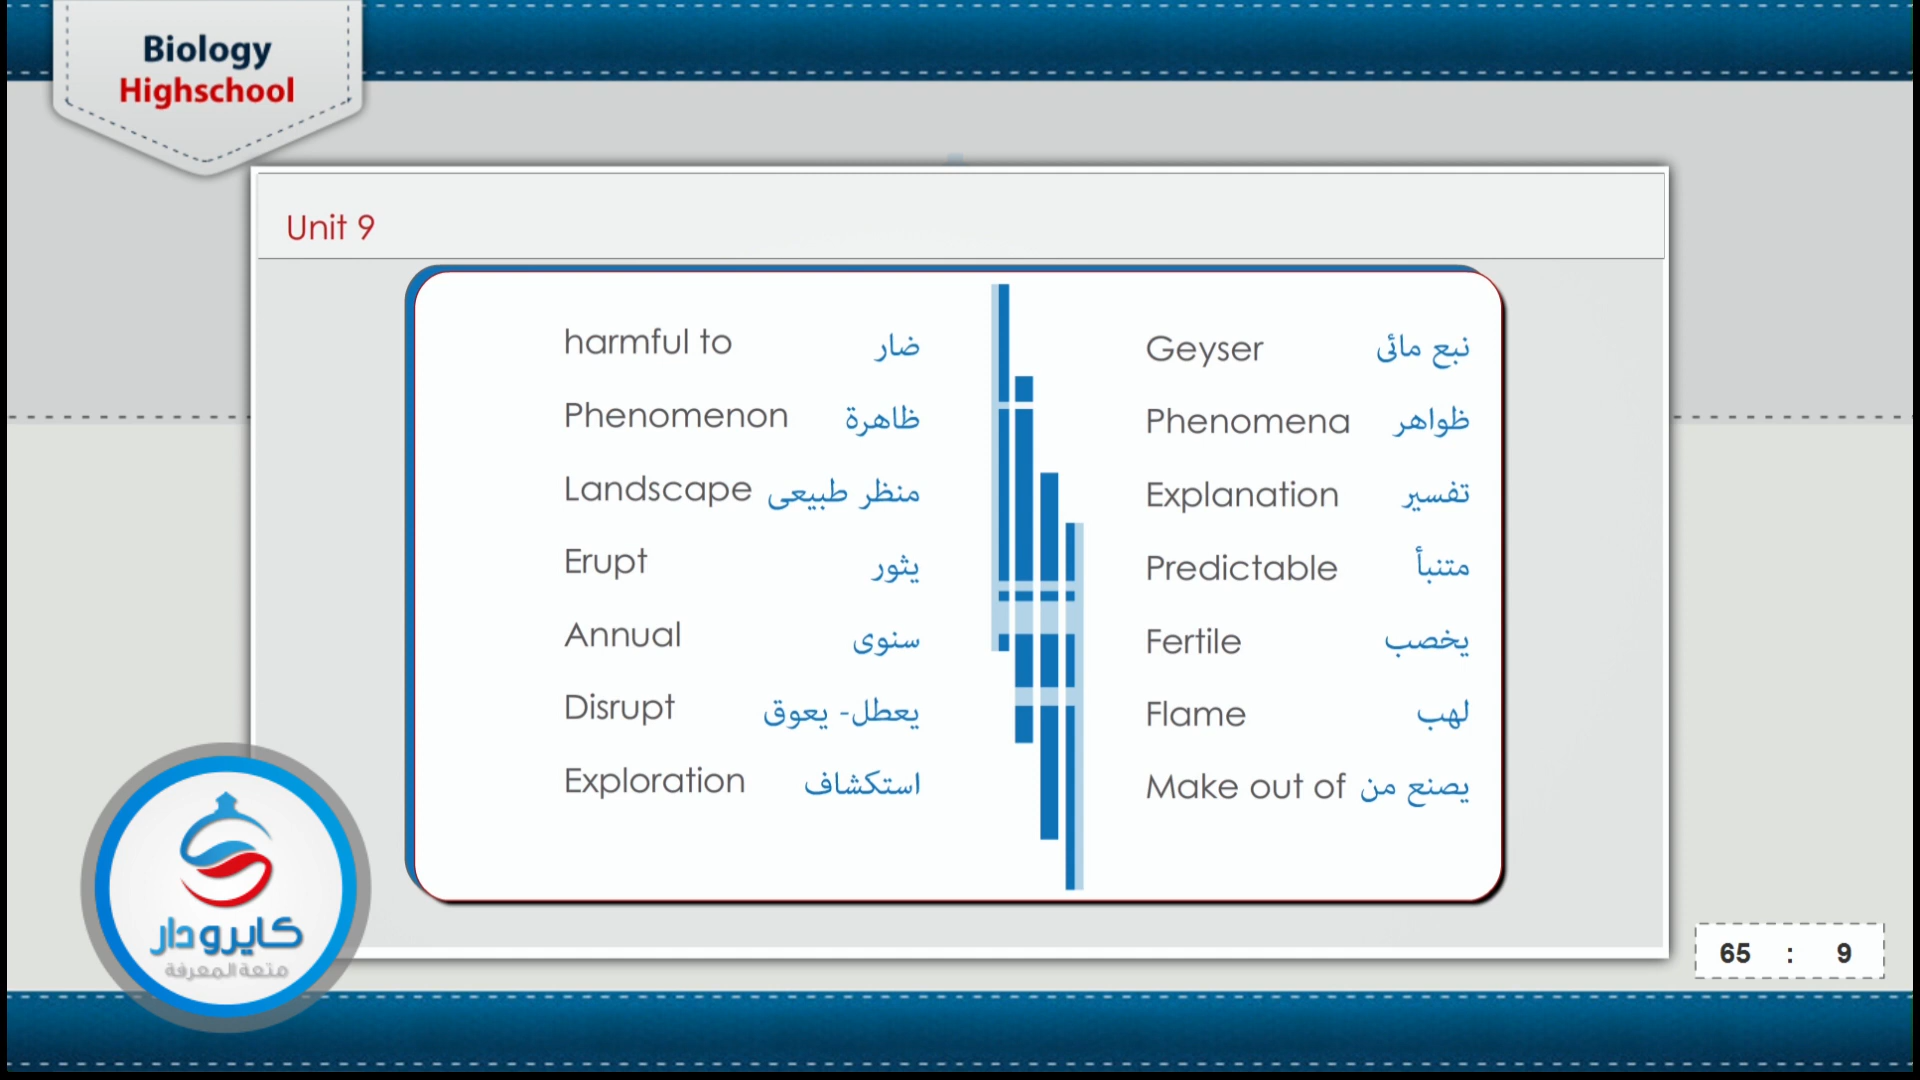 Biology
Highschool
Unit 9
harmful to ضار
Phenomenon ظاهرة
Landscape منظر طبيعى
Erupt يثور
Annual سنوى
Disrupt يعطل- يعوق
Exploration استكشاف
Geyser نبع مائى
Phenomena ظواهر
Explanation تفسير
Predictable متنبأ
Fertile يخصب
Flame لهب
Make out of يصنع من
كايرودار
متعة المعرفة
65 : 9